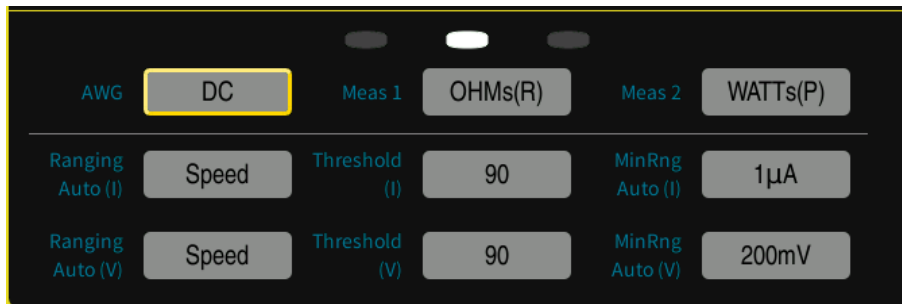 AWG DC Meas 1 OHMs(R) Meas 2 WATTs(P)
Ranging Auto (I) Speed Threshold (I) 90 MinRng Auto (I) 1µA
Ranging Auto (V) Speed Threshold (V) 90 MinRng Auto (V) 200mV